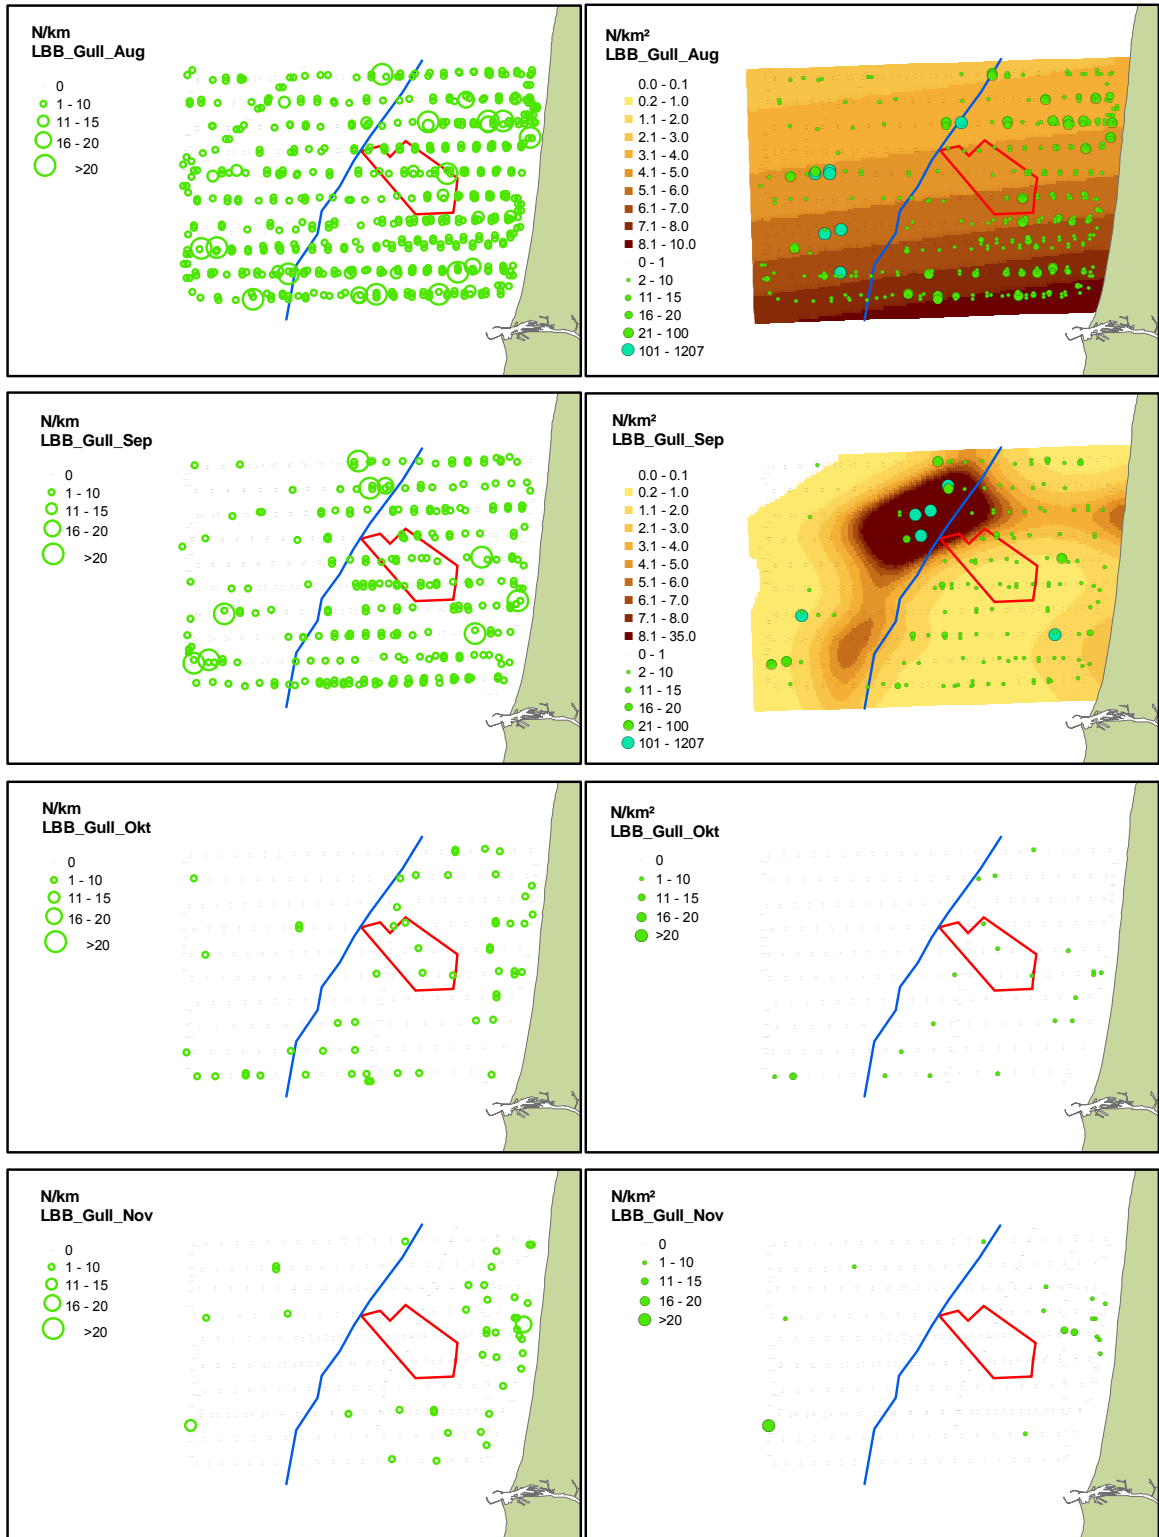 N/km
LBB_Gull_Aug
0
1 - 10
11 - 15
16 - 20
>20
N/km²
LBB_Gull_Aug
0.0 - 0.1
0.2 - 1.0
1.1 - 2.0
2.1 - 3.0
3.1 - 4.0
4.1 - 5.0
5.1 - 6.0
6.1 - 7.0
7.1 - 8.0
8.1 - 10.0
0 - 1
2 - 10
11 - 15
16 - 20
21 - 100
101 - 1207
N/km
LBB_Gull_Sep
0
1 - 10
11 - 15
16 - 20
>20
N/km²
LBB_Gull_Sep
0.0 - 0.1
0.2 - 1.0
1.1 - 2.0
2.1 - 3.0
3.1 - 4.0
4.1 - 5.0
5.1 - 6.0
6.1 - 7.0
7.1 - 8.0
8.1 - 35.0
0 - 1
2 - 10
11 - 15
16 - 20
21 - 100
101 - 1207
N/km
LBB_Gull_Okt
0
1 - 10
11 - 15
16 - 20
>20
N/km²
LBB_Gull_Okt
0
1 - 10
11 - 15
16 - 20
>20
N/km
LBB_Gull_Nov
0
1 - 10
11 - 15
16 - 20
>20
N/km²
LBB_Gull_Nov
0
1 - 10
11 - 15
16 - 20
>20